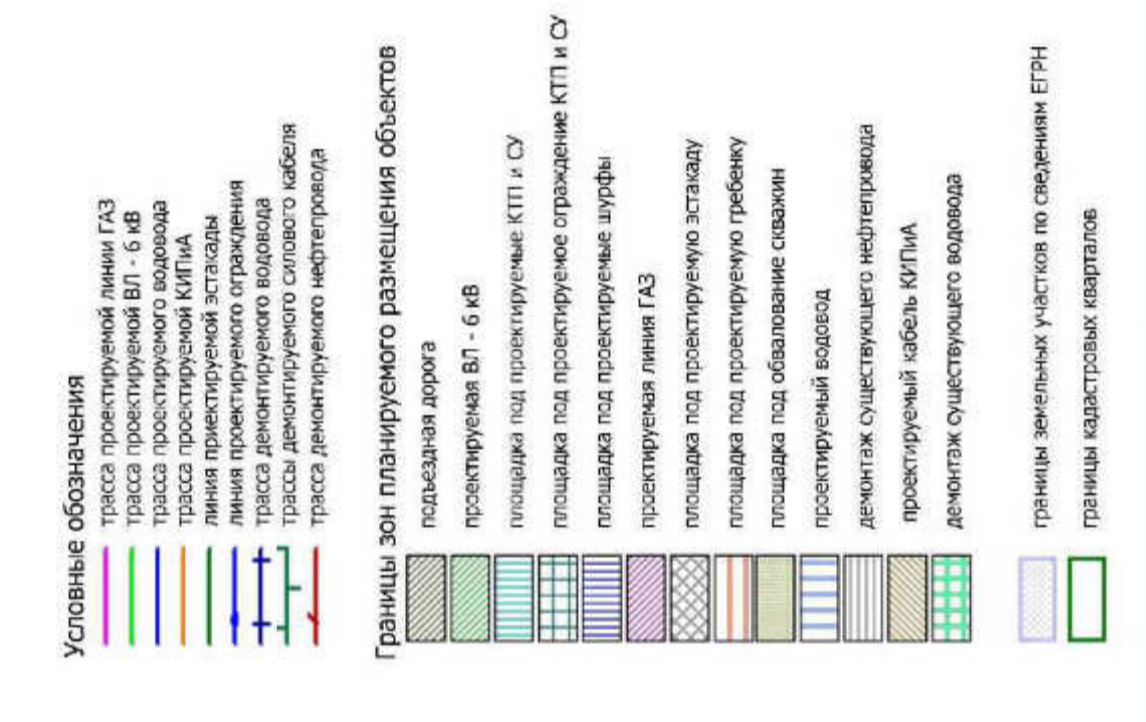 Условные обозначения
трасса проектируемой линии ГАЗ
трасса проектируемой ВЛ - 6 кВ
трасса проектируемого водовода
трасса проектируемой КИПиА
линия приектируемой эстакады
линия проектируемого ограждения
трасса демонтируемого водовода
трассы демонтируемого силового кабеля
трасса демонтируемого нефтепровода
Границы зон планируемого размещения объектов
подъездная дорога
проектируемая ВЛ - 6 кВ
площадка под проектируемые КТП и СУ
площадка под проектируемое ограждение КТП и СУ
площадка под проектируемые шурфы
проектируемая линия ГАЗ
площадка под проектируемую эстакаду
площадка под проектируемую гребенку
площадка под обвалование скважин
проектируемый водовод
демонтаж существующего нефтепровода
проектируемый кабель КИПиА
демонтаж существующего водовода
границы земельных участков по сведениям ЕГРН
границы кадастровых кварталов